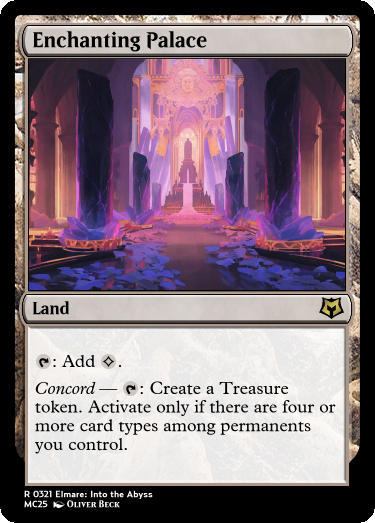 Enchanting Palace
Land
: Add .
Concord — : Create a Treasure
token. Activate only if there are four or
more card types among permanents
you control.
R 0321 Elmare: Into the Abyss
MC25 Oliver Beck